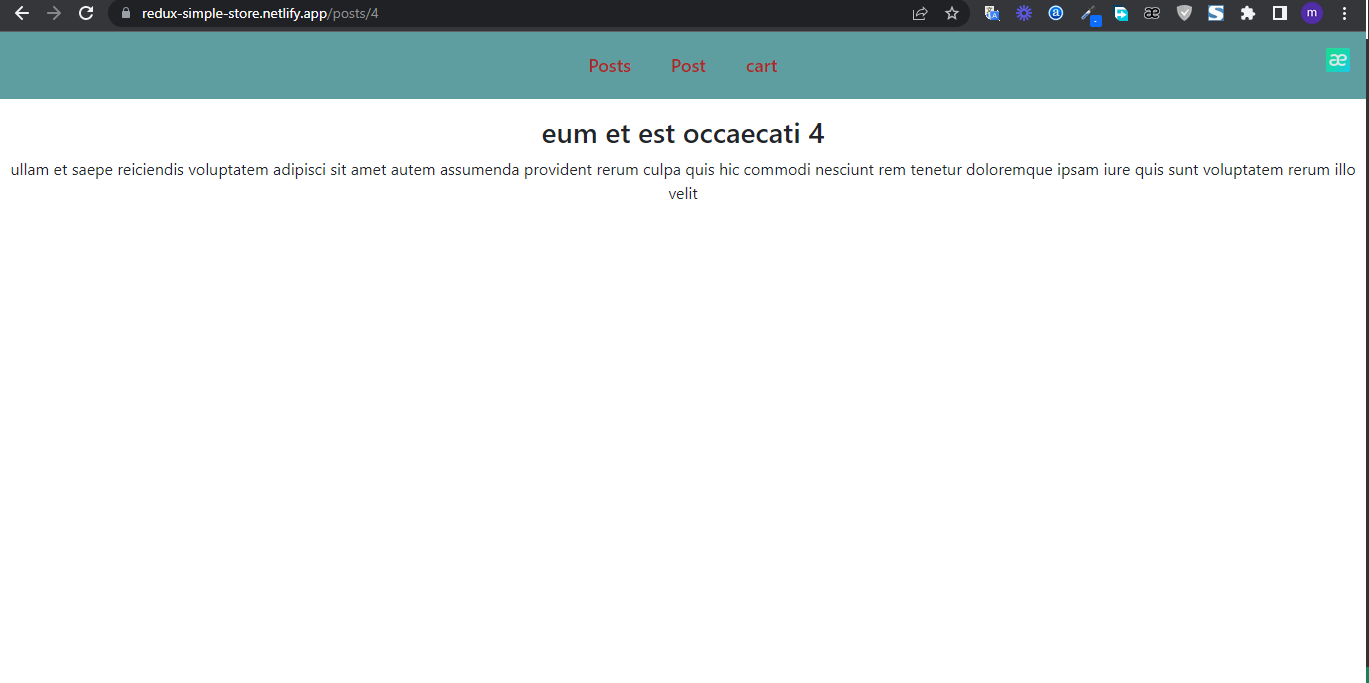 redux-simple-store.netlify.app/posts/4
m
Posts Post cart
æ
eum et est occaecati 4
ullam et saepe reiciendis voluptatem adipisci sit amet autem assumenda provident rerum culpa quis hic commodi nesciunt rem tenetur doloremque ipsam iure quis sunt voluptatem rerum illo
velit